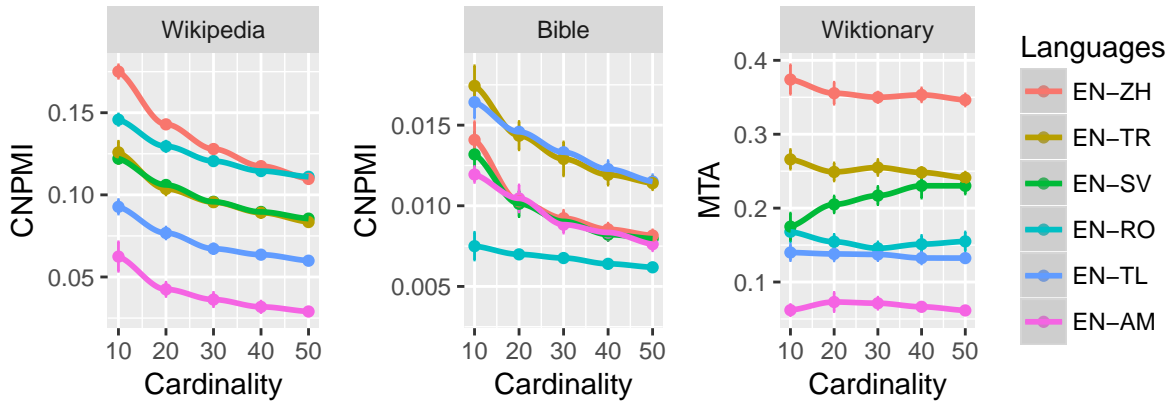 Wikipedia
CNPMI
0.15
0.10
0.05
10 20 30 40 50
Cardinality
Bible
CNPMI
0.015
0.010
0.005
10 20 30 40 50
Cardinality
Wiktionary
MTA
0.4
0.3
0.2
0.1
10 20 30 40 50
Cardinality
Languages
EN−ZH
EN−TR
EN−SV
EN−RO
EN−TL
EN−AM